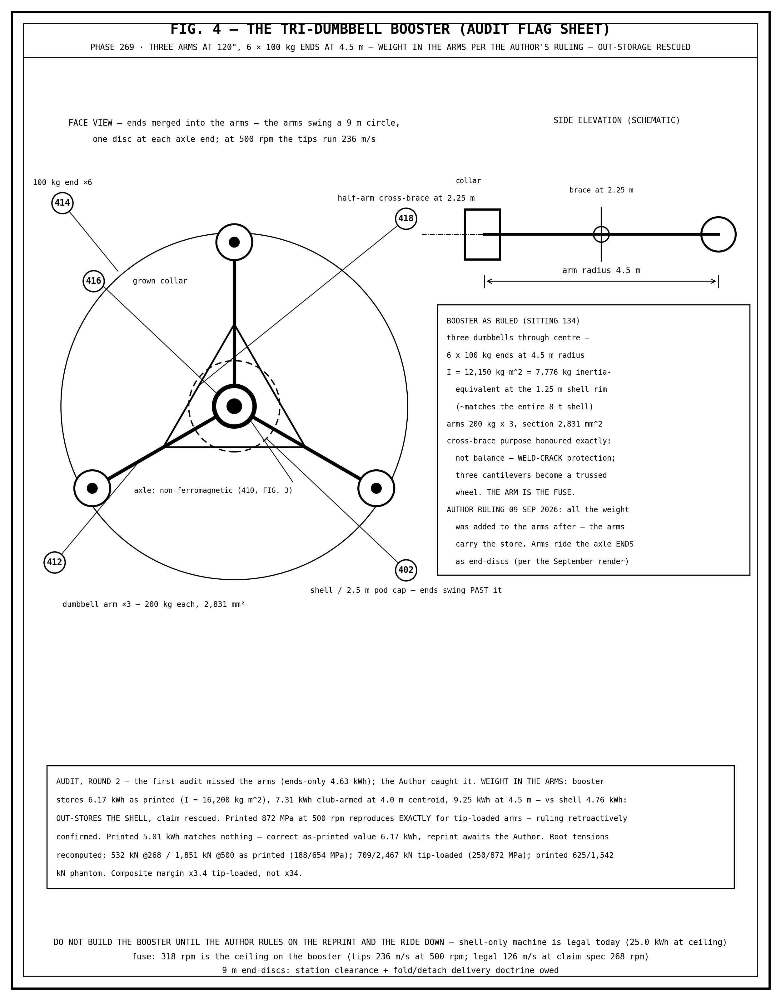 FIG. 4 — THE TRI-DUMBBELL BOOSTER (AUDIT FLAG SHEET)
PHASE 269 · THREE ARMS AT 120°, 6 × 100 kg ENDS AT 4.5 m — WEIGHT IN THE ARMS PER THE AUTHOR'S RULING — OUT-STORAGE RESCUED
FACE VIEW — ends merged into the arms — the arms swing a 9 m circle,
one disc at each axle end; at 500 rpm the tips run 236 m/s
SIDE ELEVATION (SCHEMATIC)
100 kg end ×6
414
half-arm cross-brace at 2.25 m
418
collar
brace at 2.25 m
arm radius 4.5 m
416
grown collar
axle: non-ferromagnetic (410, FIG. 3)
412
dumbbell arm ×3 — 200 kg each, 2,831 mm²
402
shell / 2.5 m pod cap — ends swing PAST it
BOOSTER AS RULED (SITTING 134)
three dumbbells through centre —
6 x 100 kg ends at 4.5 m radius
I = 12,150 kg m^2 = 7,776 kg inertia-
equivalent at the 1.25 m shell rim
(~matches the entire 8 t shell)
arms 200 kg x 3, section 2,831 mm^2
cross-brace purpose honoured exactly:
not balance — WELD-CRACK protection;
three cantilevers become a trussed
wheel. THE ARM IS THE FUSE.
AUTHOR RULING 09 SEP 2026: all the weight
was added to the arms after — the arms
carry the store. Arms ride the axle ENDS
as end-discs (per the September render)
AUDIT, ROUND 2 — the first audit missed the arms (ends-only 4.63 kWh); the Author caught it. WEIGHT IN THE ARMS: booster
stores 6.17 kWh as printed (I = 16,200 kg m^2), 7.31 kWh club-armed at 4.0 m centroid, 9.25 kWh at 4.5 m — vs shell 4.76 kWh:
OUT-STORES THE SHELL, claim rescued. Printed 872 MPa at 500 rpm reproduces EXACTLY for tip-loaded arms — ruling retroactively
confirmed. Printed 5.01 kWh matches nothing — correct as-printed value 6.17 kWh, reprint awaits the Author. Root tensions
recomputed: 532 kN @268 / 1,851 kN @500 as printed (188/654 MPa); 709/2,467 kN tip-loaded (250/872 MPa); printed 625/1,542
kN phantom. Composite margin x3.4 tip-loaded, not x34.
DO NOT BUILD THE BOOSTER UNTIL THE AUTHOR RULES ON THE REPRINT AND THE RIDE DOWN — shell-only machine is legal today (25.0 kWh at ceiling)
fuse: 318 rpm is the ceiling on the booster (tips 236 m/s at 500 rpm; legal 126 m/s at claim spec 268 rpm)
9 m end-discs: station clearance + fold/detach delivery doctrine owed